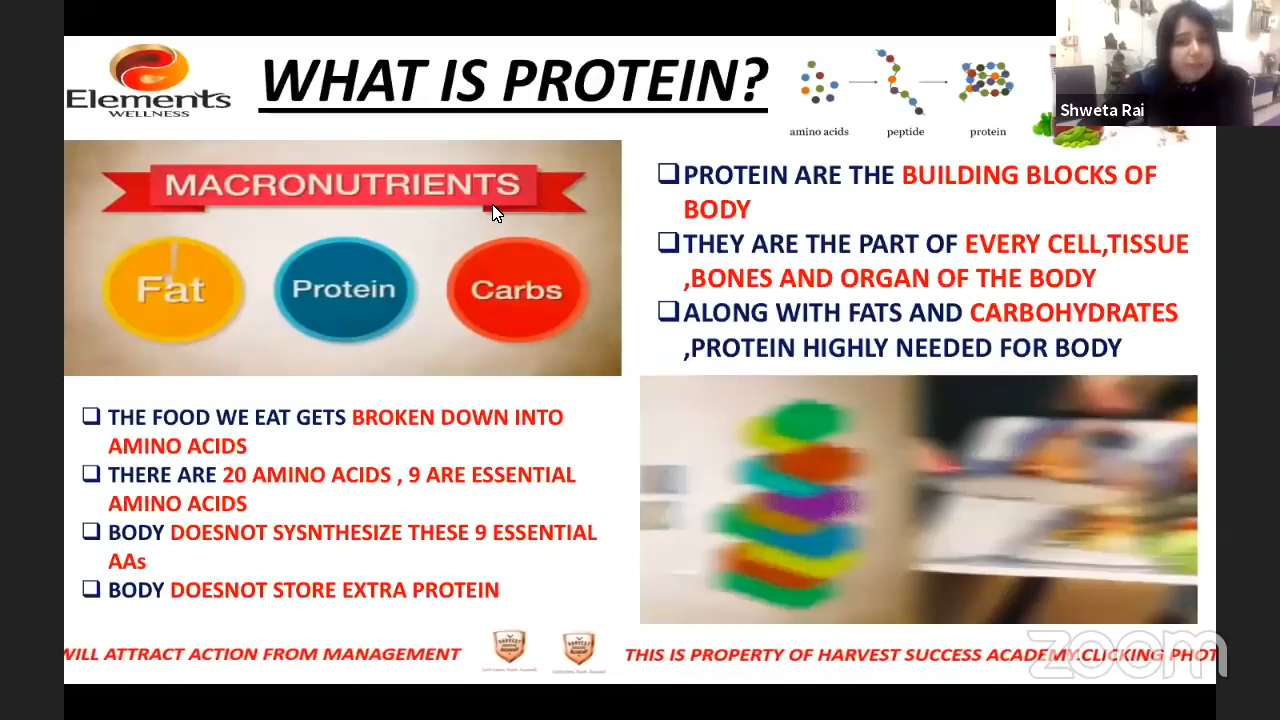 Elements
WELLNESS
WHAT IS PROTEIN?
amino acids
peptide
protein
Shweta Rai
MACRONUTRIENTS
Fat
Protein
Carbs
❑PROTEIN ARE THE BUILDING BLOCKS OF
BODY
❑THEY ARE THE PART OF EVERY CELL,TISSUE
,BONES AND ORGAN OF THE BODY
❑ALONG WITH FATS AND CARBOHYDRATES
,PROTEIN HIGHLY NEEDED FOR BODY
❑ THE FOOD WE EAT GETS BROKEN DOWN INTO
AMINO ACIDS
❑ THERE ARE 20 AMINO ACIDS , 9 ARE ESSENTIAL
AMINO ACIDS
❑ BODY DOESNOT SYSNTHESIZE THESE 9 ESSENTIAL
AAs
❑ BODY DOESNOT STORE EXTRA PROTEIN
WILL ATTRACT ACTION FROM MANAGEMENT
THIS IS PROPERTY OF HARVEST SUCCESS ACADEMY.CLICKING PHOT
zoom